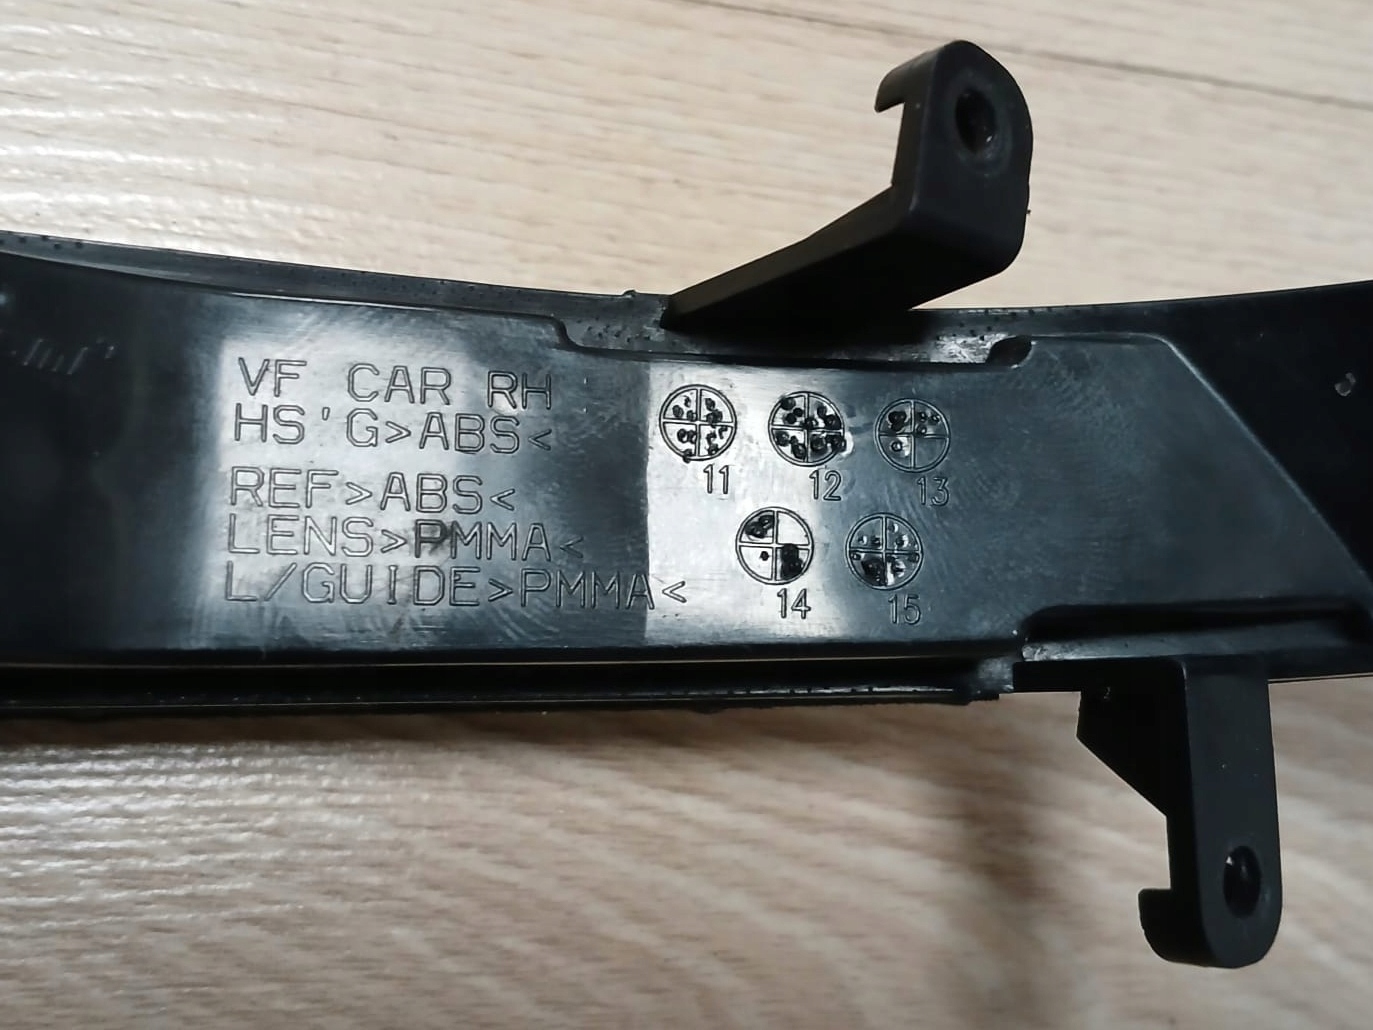 VF CAR RH
HS'G>ABS<
REF>ABS<
LENS>PMMA<
L/GUIDE>PMMA<
11 12 13
14 15